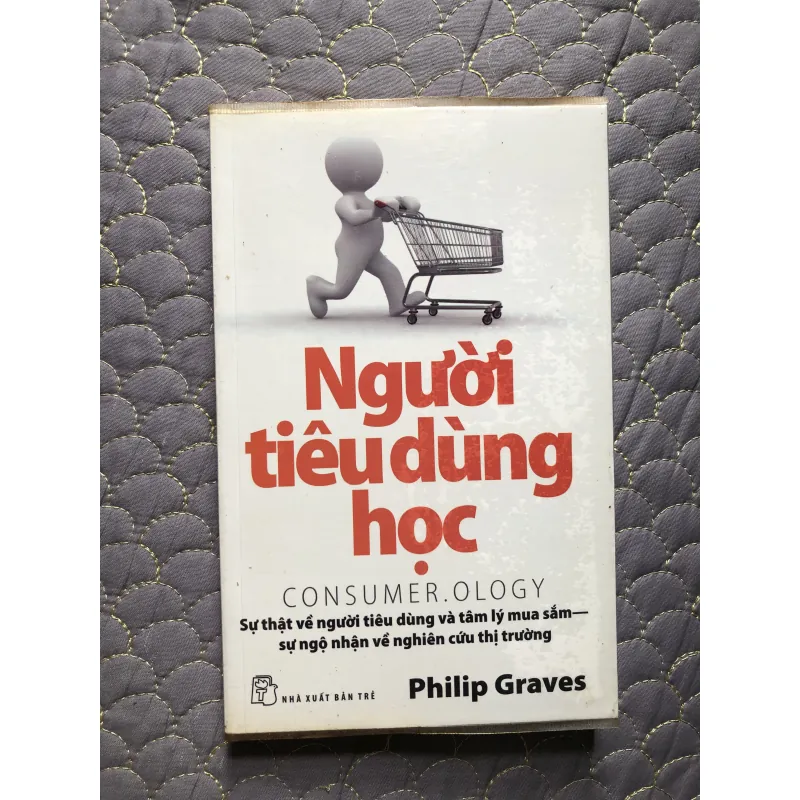 Người
tiêu dùng
học
CONSUMER.OLOGY
Sự thật về người tiêu dùng và tâm lý mua sắm—
sự ngộ nhận về nghiên cứu thị trường
NHÀ XUẤT BẢN TRẺ
Philip Graves